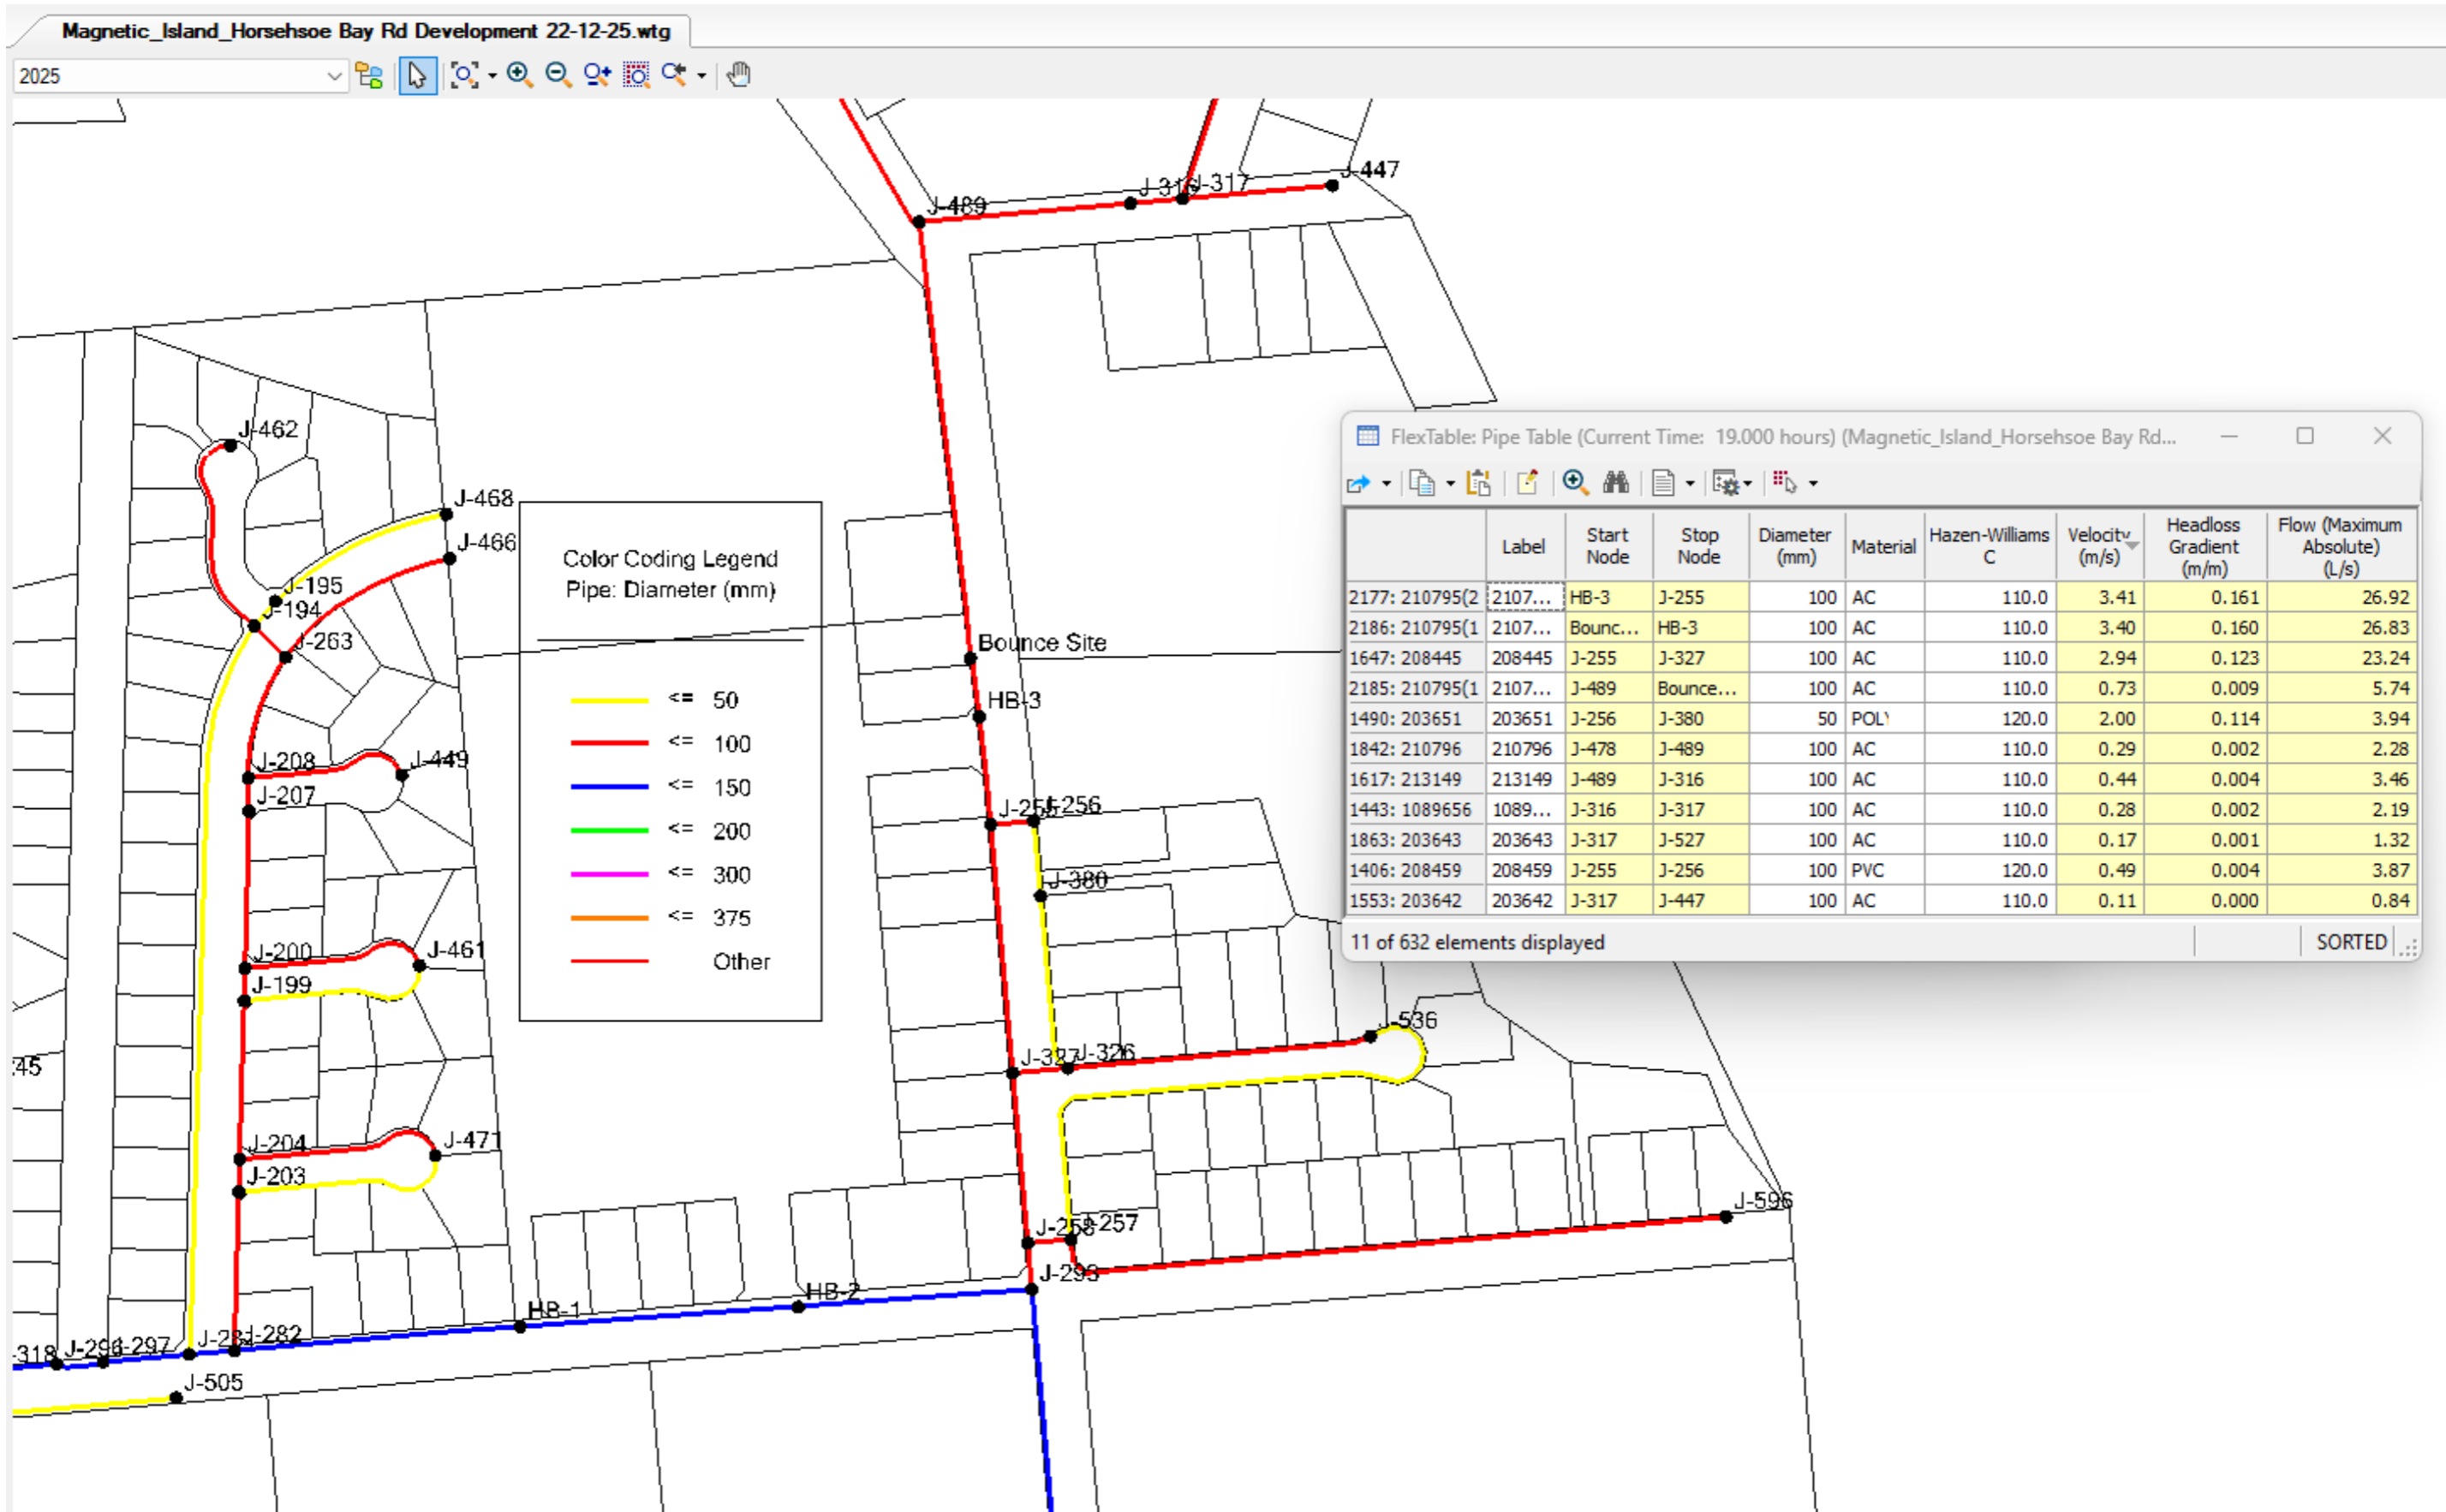 Magnetic_Island_Horsehsoe Bay Rd Development 22-12-25.wtg
2025
J-447
J-317
J-489
J-462
J-468
J-466
J-195
J-194
J-263
Color Coding Legend
Pipe: Diameter (mm)
<= 50
<= 100
<= 150
<= 200
<= 300
<= 375
Other
Bounce Site
HB-3
J-208
J-449
J-207
J-256
J-380
J-200
J-461
J-199
J-536
J-327
J-326
45
J-204
J-471
J-203
J-596
J-257
J-293
HB-2
HB-1
J-282
J-297
-318
J-505
FlexTable: Pipe Table (Current Time: 19.000 hours) (Magnetic_Island_Horsehsoe Bay Rd...
Label Start Node Stop Node Diameter (mm) Material Hazen-Williams C Velocity (m/s) Headloss Gradient (m/m) Flow (Maximum Absolute) (L/s)
2177: 210795(2 2107... HB-3 J-255 100 AC 110.0 3.41 0.161 26.92
2186: 210795(1 2107... Bounc... HB-3 100 AC 110.0 3.40 0.160 26.83
1647: 208445 208445 J-255 J-327 100 AC 110.0 2.94 0.123 23.24
2185: 210795(1 2107... J-489 Bounce... 100 AC 110.0 0.73 0.009 5.74
1490: 203651 203651 J-256 J-380 50 POLY 120.0 2.00 0.114 3.94
1842: 210796 210796 J-478 J-489 100 AC 110.0 0.29 0.002 2.28
1617: 213149 213149 J-489 J-316 100 AC 110.0 0.44 0.004 3.46
1443: 1089656 1089... J-316 J-317 100 AC 110.0 0.28 0.002 2.19
1863: 203643 203643 J-317 J-527 100 AC 110.0 0.17 0.001 1.32
1406: 208459 208459 J-255 J-256 100 PVC 120.0 0.49 0.004 3.87
1553: 203642 203642 J-317 J-447 100 AC 110.0 0.11 0.000 0.84
11 of 632 elements displayed
SORTED